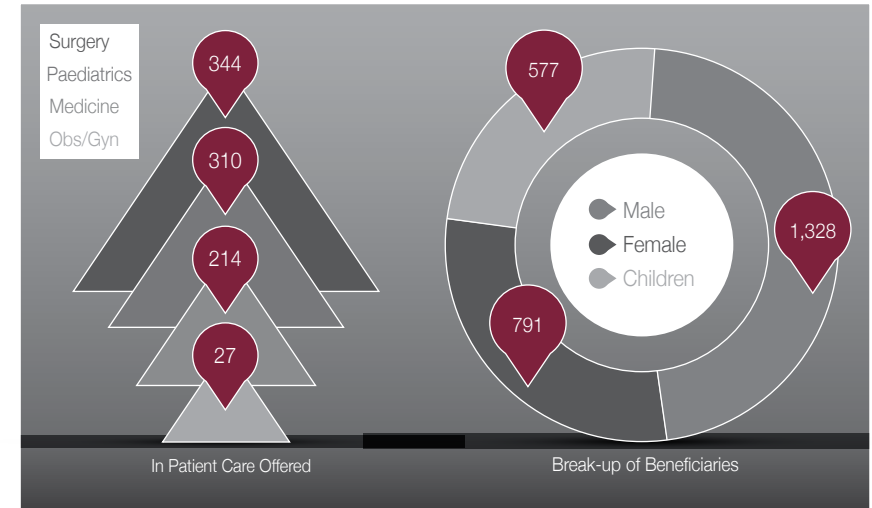 Surgery
Paediatrics
Medicine
Obs/Gyn
344
310
214
27
In Patient Care Offered
577
1,328
791
Male
Female
Children
Break-up of Beneficiaries